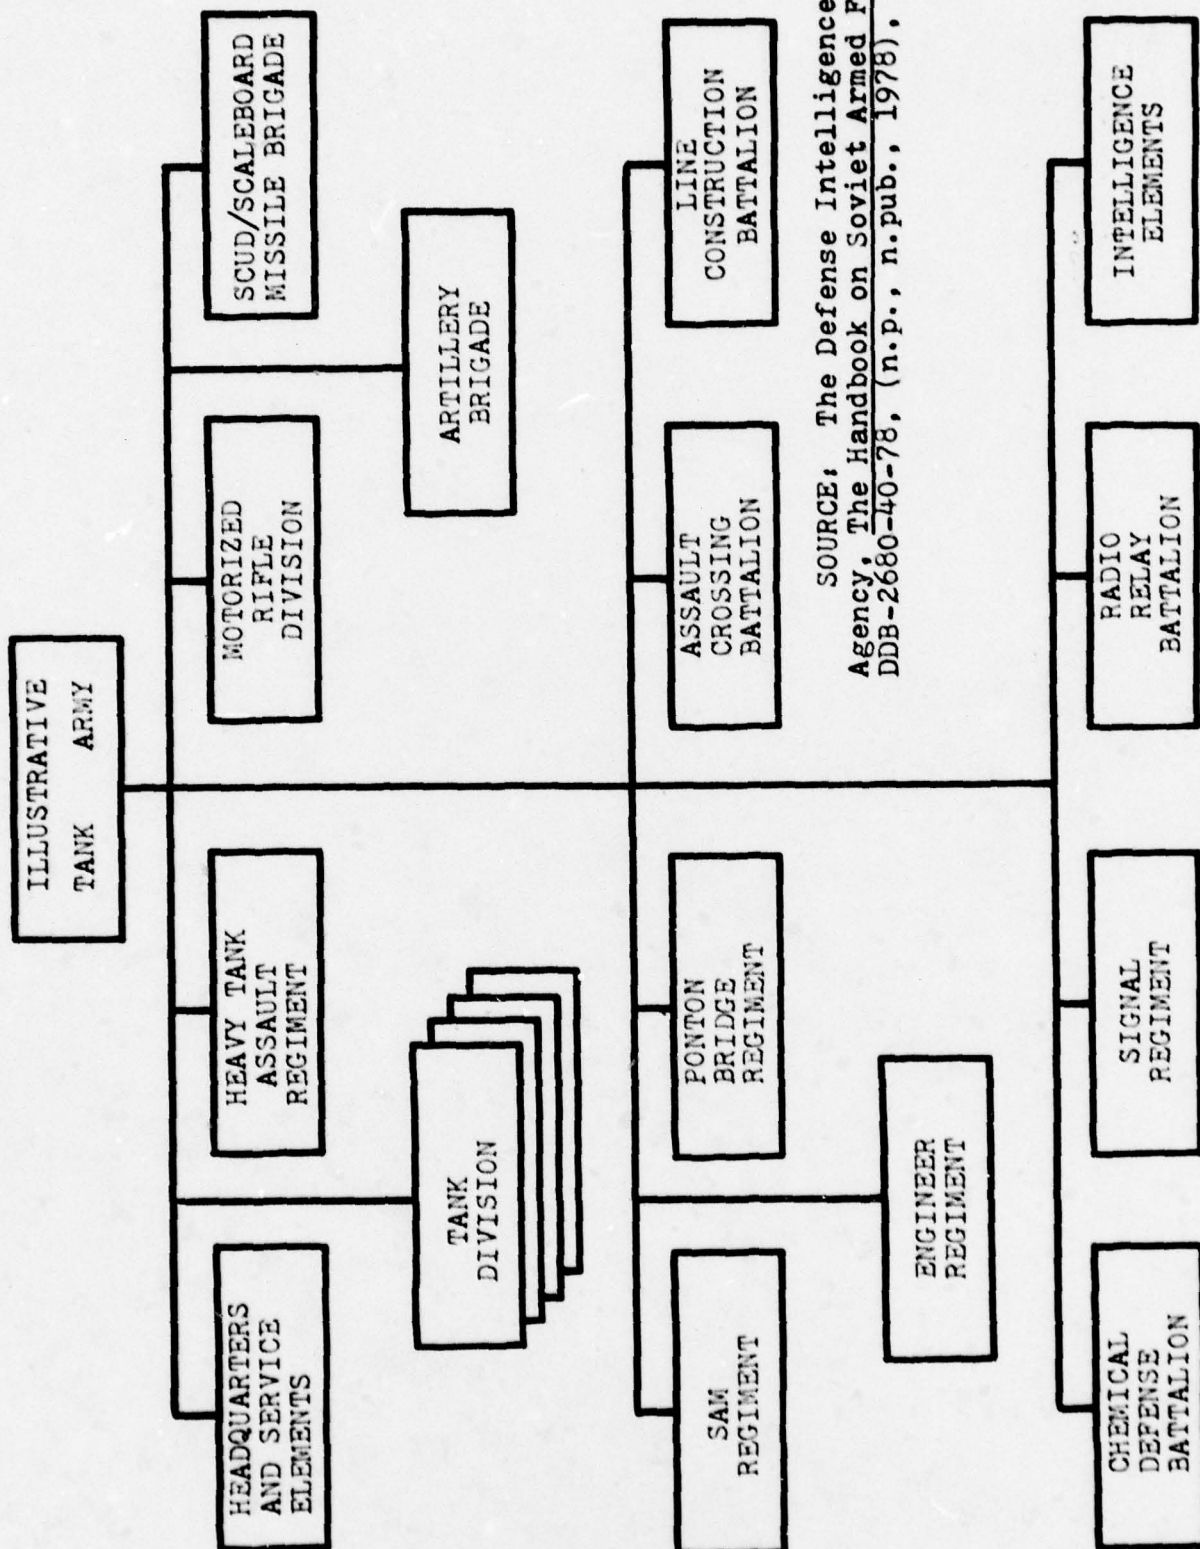 ILLUSTRATIVE
TANK ARMY
HEADQUARTERS
AND SERVICE
ELEMENTS
HEAVY TANK
ASSAULT
REGIMENT
MOTORIZED
RIFLE
DIVISION
SCUD/SCALEBOARD
MISSILE BRIGADE
TANK
DIVISION
ARTILLERY
BRIGADE
SAM
REGIMENT
PONTON
BRIDGE
REGIMENT
ASSAULT
CROSSING
BATTALION
LINE
CONSTRUCTION
BATTALION
ENGINEER
REGIMENT
SOURCE: The Defense Intelligence
Agency, The Handbook on Soviet Armed
DDB-2680-40-78, (n.p., n.pub., 1978),
CHEMICAL
DEFENSE
BATTALION
SIGNAL
REGIMENT
RADIO
RELAY
BATTALION
INTELLIGENCE
ELEMENTS